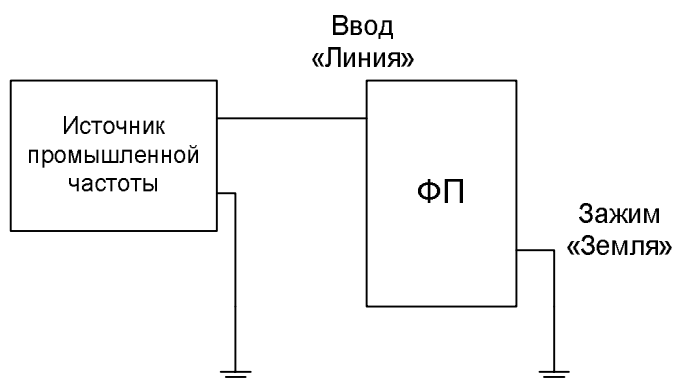 Ввод
«Линия»
Источник
промышленной
частоты
ФП
Зажим
«Земля»